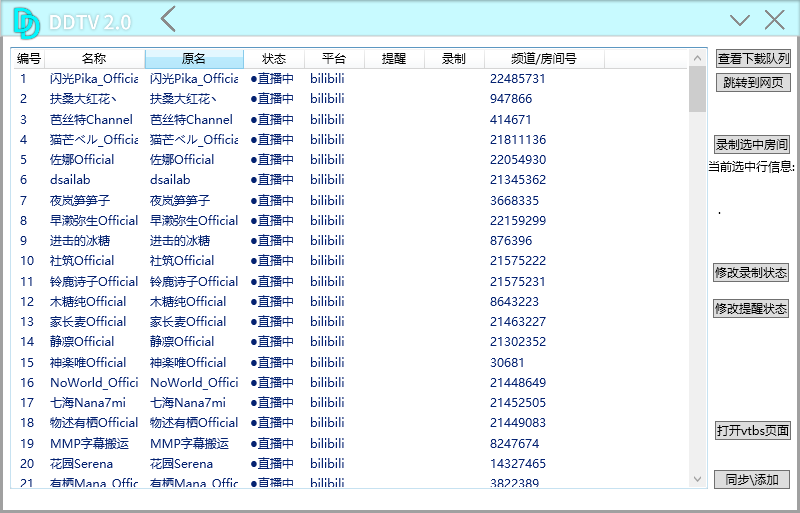 DDTV 2.0
编号 名称 原名 状态 平台 提醒 录制 频道/房间号
1 闪光Pika_Officia 闪光Pika_Officia ●直播中 bilibili 22485731
2 扶桑大红花丶 扶桑大红花丶 ●直播中 bilibili 947866
3 芭丝特Channel 芭丝特Channel ●直播中 bilibili 414671
4 猫芒ベル_Officia 猫芒ベル_Officia ●直播中 bilibili 21811136
5 佐娜Official 佐娜Official ●直播中 bilibili 22054930
6 dsailab dsailab ●直播中 bilibili 21345362
7 夜岚笋笋子 夜岚笋笋子 ●直播中 bilibili 3668335
8 早濑弥生Official 早濑弥生Official ●直播中 bilibili 22159299
9 进击的冰糖 进击的冰糖 ●直播中 bilibili 876396
10 社筑Official 社筑Official ●直播中 bilibili 21575222
11 铃鹿诗子Official 铃鹿诗子Official ●直播中 bilibili 21575231
12 木糖纯Official 木糖纯Official ●直播中 bilibili 8643223
13 家长麦Official 家长麦Official ●直播中 bilibili 21463227
14 静凛Official 静凛Official ●直播中 bilibili 21302352
15 神楽唯Official 神楽唯Official ●直播中 bilibili 30681
16 NoWorld_Offici NoWorld_Offici ●直播中 bilibili 21448649
17 七海Nana7mi 七海Nana7mi ●直播中 bilibili 21452505
18 物述有栖Official 物述有栖Official ●直播中 bilibili 21449083
19 MMP字幕搬运 MMP字幕搬运 ●直播中 bilibili 8247674
20 花园Serena 花园Serena ●直播中 bilibili 14327465
21 有栖Mana_Offic 有栖Mana_Offic ●直播中 bilibili 3822389
查看下载队列
跳转到网页
录制选中房间
当前选中行信息:
.
修改录制状态
修改提醒状态
打开vtbs页面
同步\添加